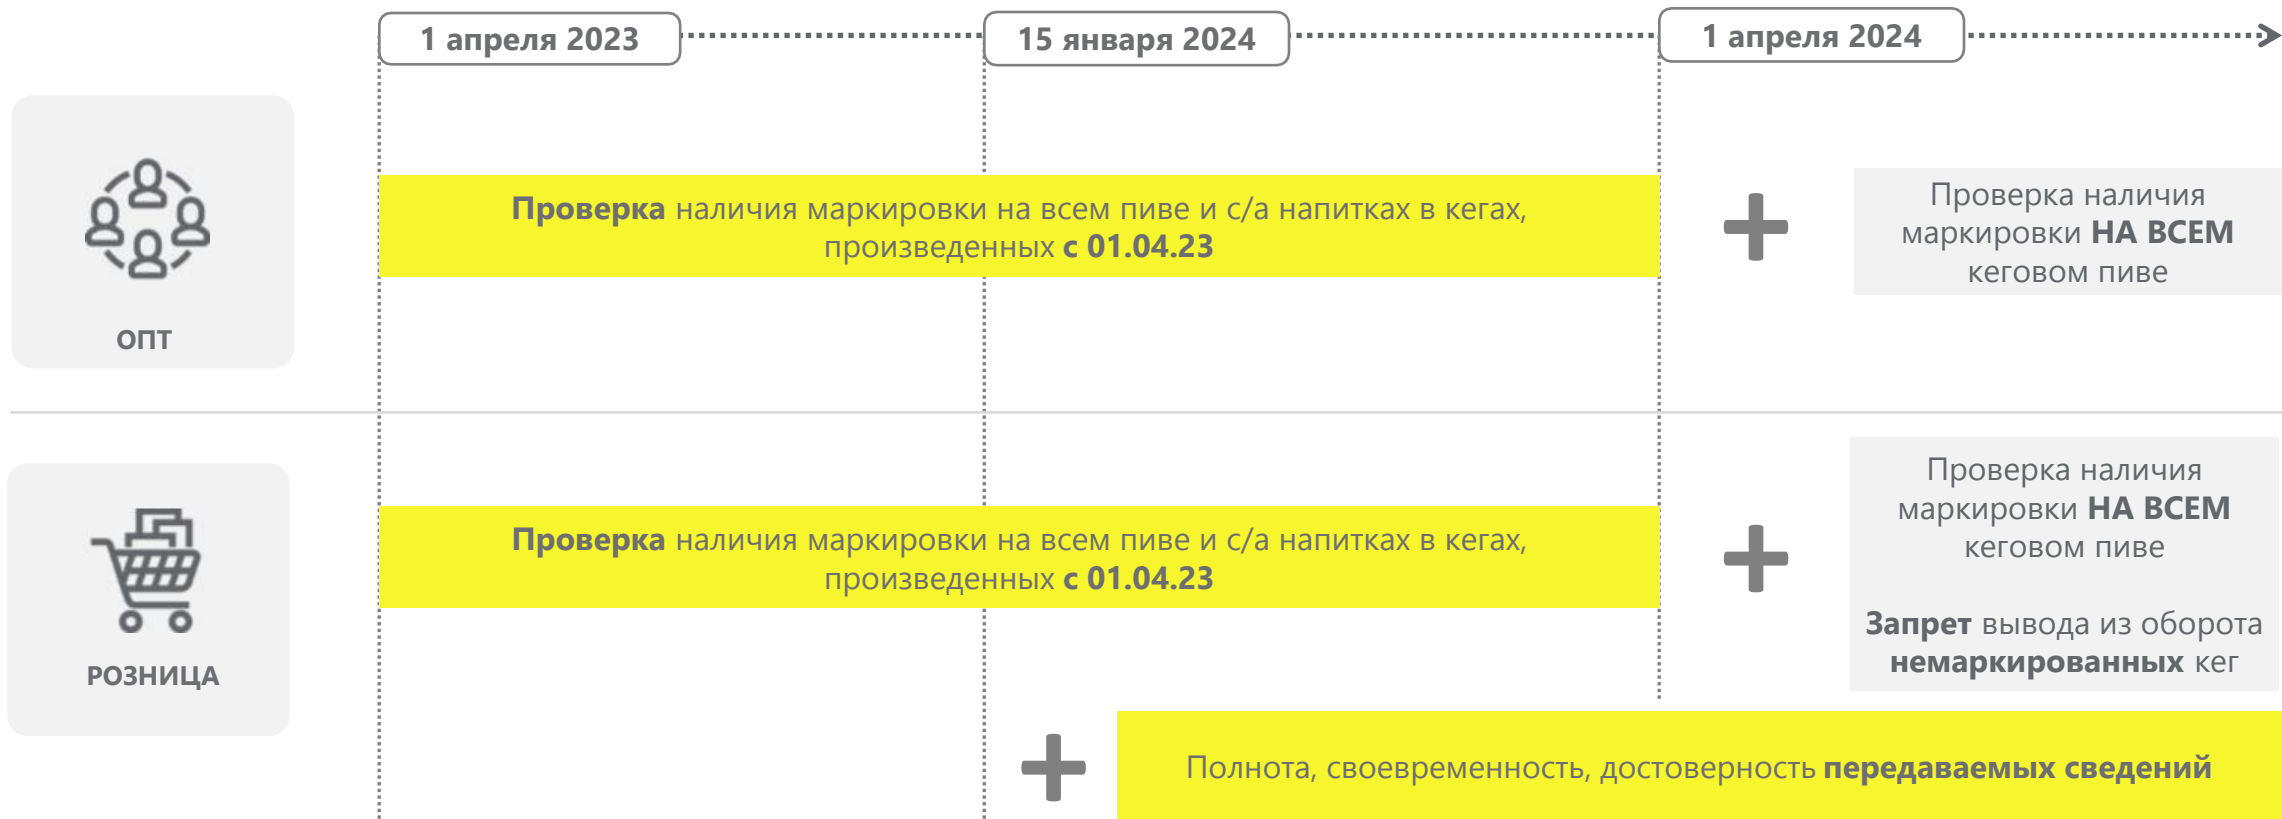 1 апреля 2023
15 января 2024
1 апреля 2024
ОПТ
Проверка наличия маркировки на всем пиве и с/а напитках в кегах,
произведенных с 01.04.23
Проверка наличия
маркировки НА ВСЕМ
кеговом пиве
РОЗНИЦА
Проверка наличия маркировки на всем пиве и с/а напитках в кегах,
произведенных с 01.04.23
Проверка наличия
маркировки НА ВСЕМ
кеговом пиве
Запрет вывода из оборота
немаркированных кег
Полнота, своевременность, достоверность передаваемых сведений